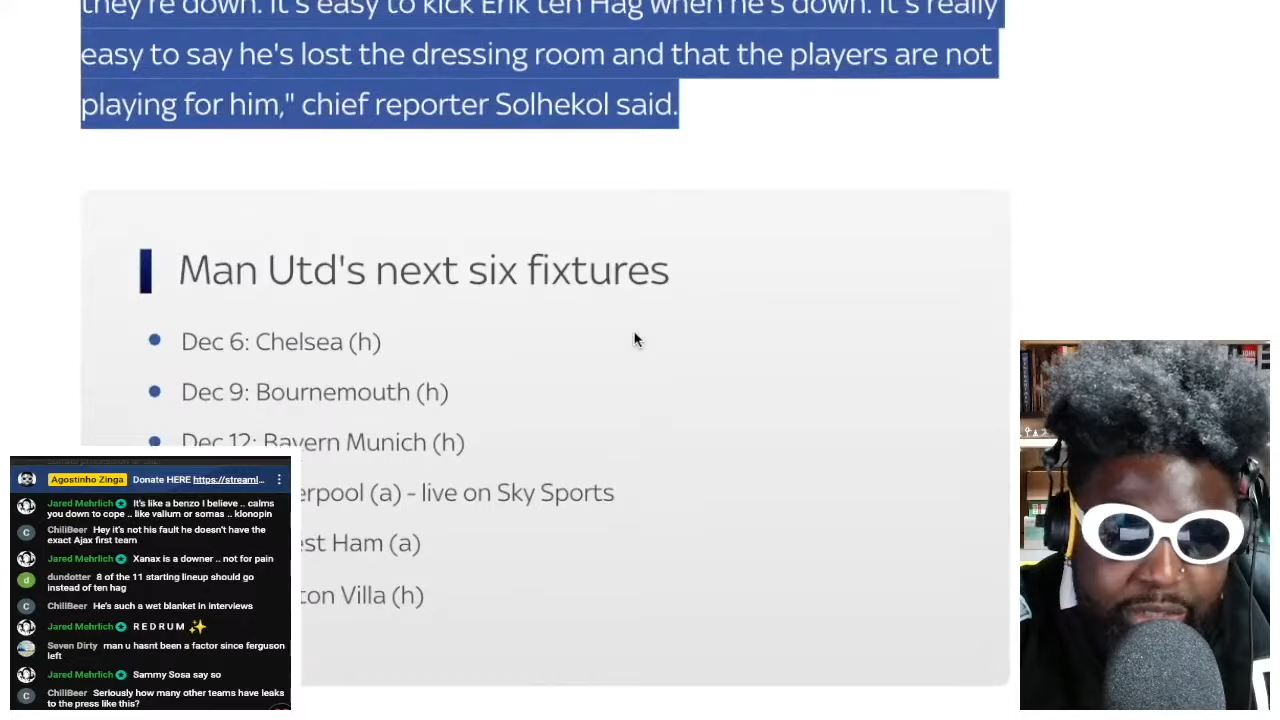 they're down. It's easy to kick Erik ten Hag when he's down. It's really
easy to say he's lost the dressing room and that the players are not
playing for him," chief reporter Solhekol said.
Man Utd's next six fixtures
Dec 6: Chelsea (h)
Dec 9: Bournemouth (h)
Dec 12: Bayern Munich (h)
erpool (a) - live on Sky Sports
est Ham (a)
ton Villa (h)
Agostinho Zinga Donate HERE https://streaml...
Jared Mehrlich It's like a benzo I believe .. calms
you down to cope .. like valium or somas .. klonopin
C ChiliBeer Hey it's not his fault he doesn't have the
exact Ajax first team
Jared Mehrlich Xanax is a downer .. not for pain
d dundotter 8 of the 11 starting lineup should go
instead of ten hag
C ChiliBeer He's such a wet blanket in interviews
Jared Mehrlich R E D R U M ✨
Seven Dirty man u hasnt been a factor since ferguson
left
Jared Mehrlich Sammy Sosa say so
C ChiliBeer Seriously how many other teams have leaks
to the press like this?
JOHN